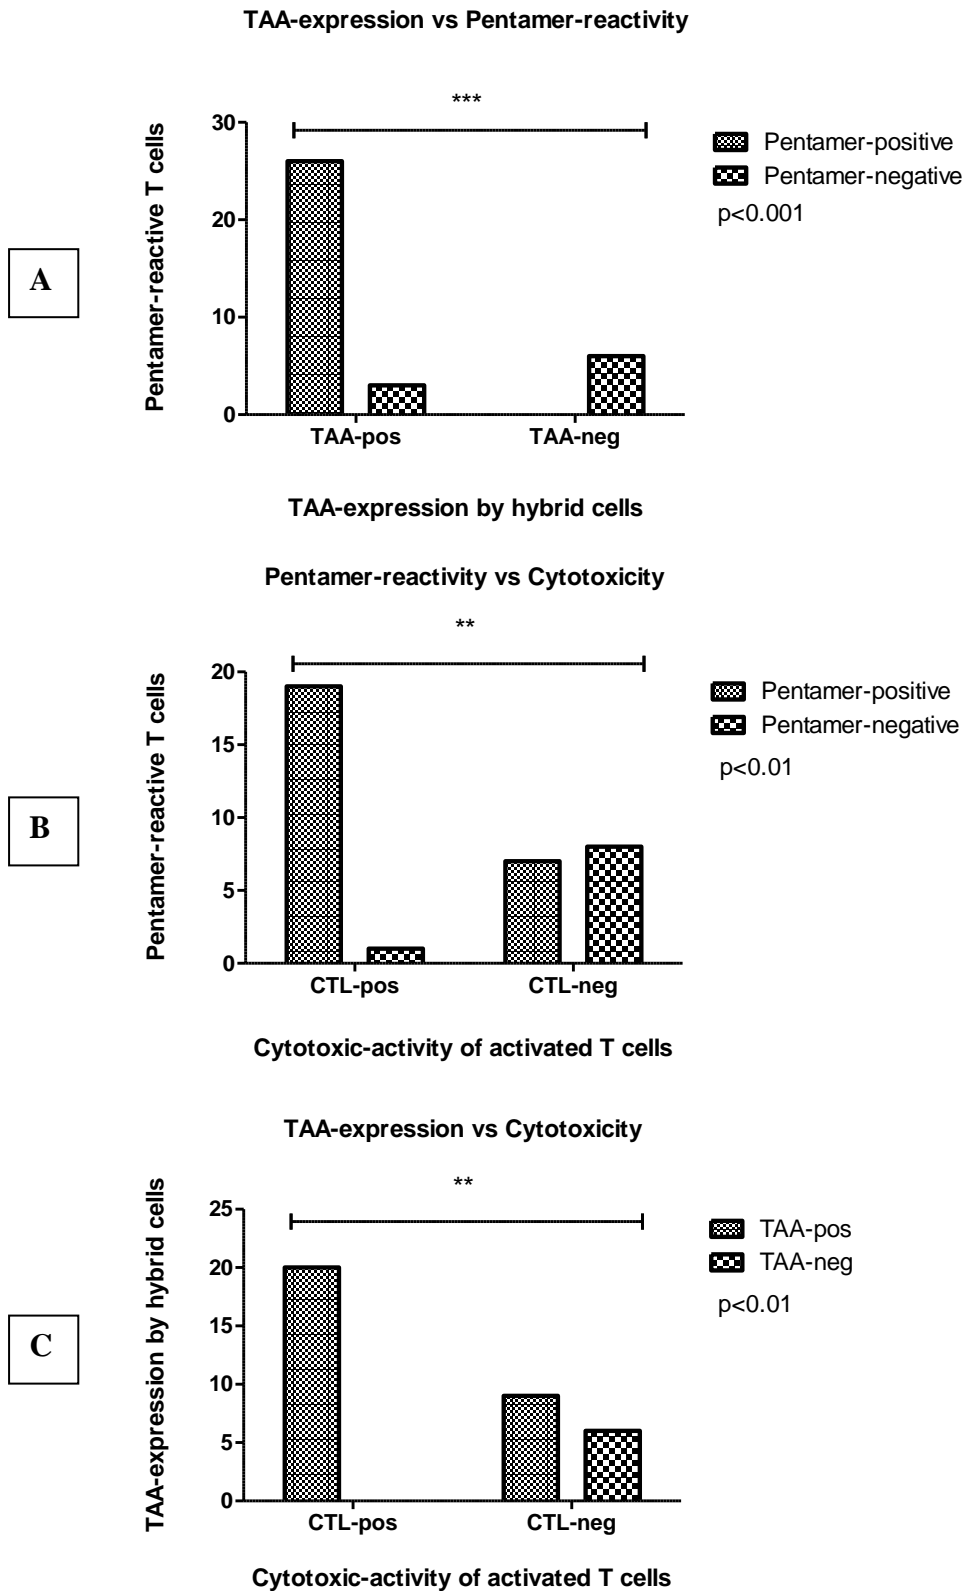 TAA-expression vs Pentamer-reactivity
***
30
20
10
0
Pentamer-reactive T cells
Pentamer-positive
Pentamer-negative
p<0.001
A
TAA-pos
TAA-neg
TAA-expression by hybrid cells
Pentamer-reactivity vs Cytotoxicity
**
20
15
10
5
0
Pentamer-reactive T cells
Pentamer-positive
Pentamer-negative
p<0.01
B
CTL-pos
CTL-neg
Cytotoxic-activity of activated T cells
TAA-expression vs Cytotoxicity
**
25
20
15
10
5
0
TAA-expression by hybrid cells
TAA-pos
TAA-neg
p<0.01
C
CTL-pos
CTL-neg
Cytotoxic-activity of activated T cells